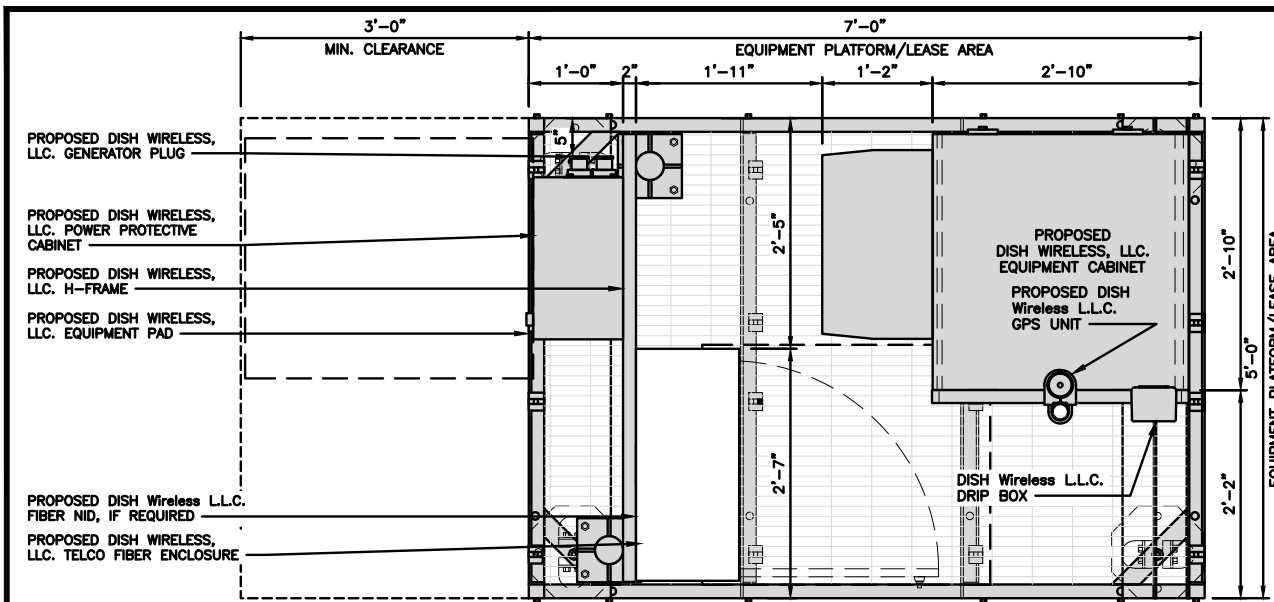 3'-0"
MIN. CLEARANCE
7'-0"
EQUIPMENT PLATFORM/LEASE AREA
1'-0"
2"
1'-11"
1'-2"
2'-10"
PROPOSED DISH WIRELESS,
LLC. GENERATOR PLUG
5"
PROPOSED DISH WIRELESS,
LLC. POWER PROTECTIVE
CABINET
PROPOSED DISH WIRELESS,
LLC. H-FRAME
PROPOSED DISH WIRELESS,
LLC. EQUIPMENT PAD
2'-5"
PROPOSED
DISH WIRELESS, LLC.
EQUIPMENT CABINET
PROPOSED DISH
Wireless L.L.C.
GPS UNIT
2'-10"
5'-0"
EQUIPMENT PLATFORM/LEASE AREA
2'-7"
DISH Wireless L.L.C.
DRIP BOX
2'-2"
PROPOSED DISH Wireless L.L.C.
FIBER NID, IF REQUIRED
PROPOSED DISH WIRELESS,
LLC. TELCO FIBER ENCLOSURE